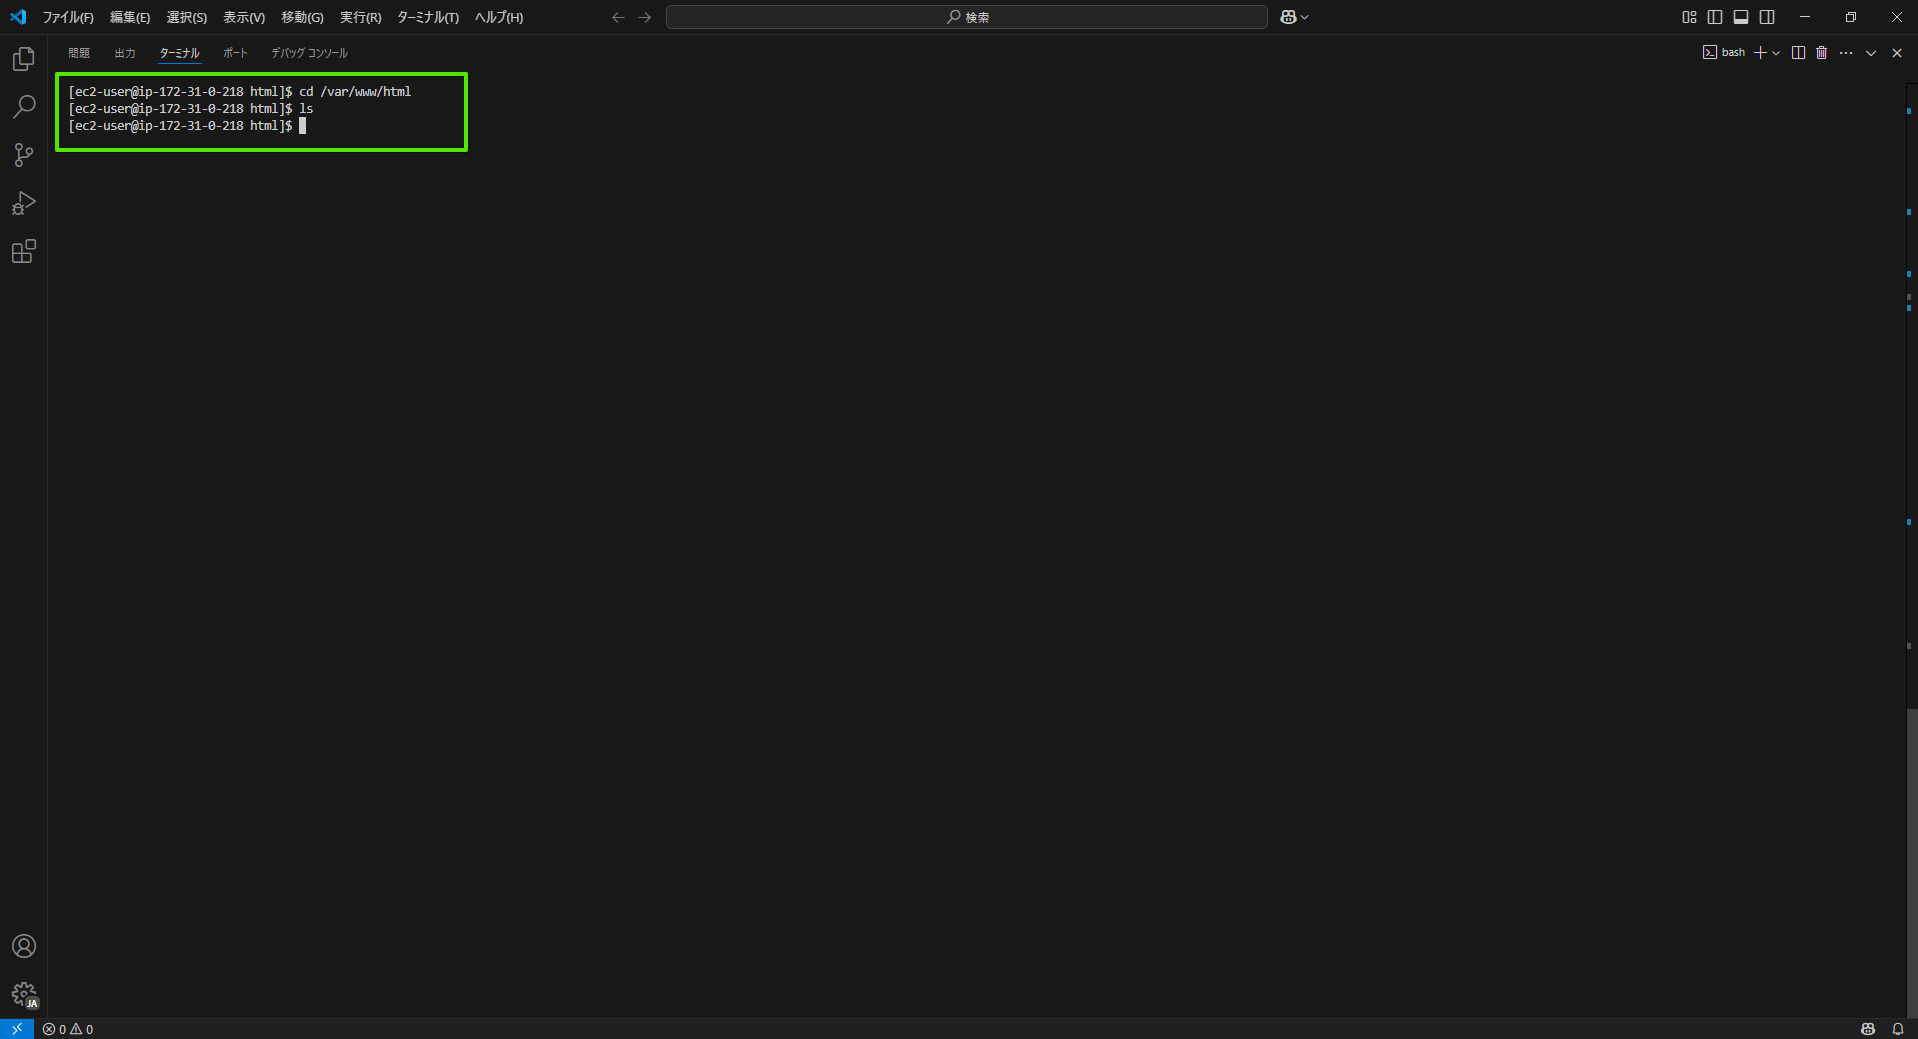 ファイル(F) 編集(E) 選択(S) 表示(V) 移動(G) 実行(R) ターミナル(T) ヘルプ(H) 検索
問題 出力 ターミナル ポート デバッグ コンソール bash
[ec2-user@ip-172-31-0-218 html]$ cd /var/www/html
[ec2-user@ip-172-31-0-218 html]$ ls
[ec2-user@ip-172-31-0-218 html]$
JA
0 0